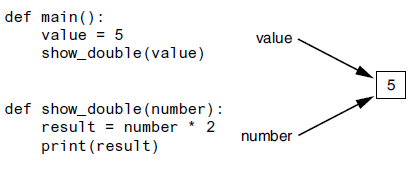 def main():
    value = 5
    show_double(value)
value
5
def show_double(number):
    result = number * 2
    print(result)
number